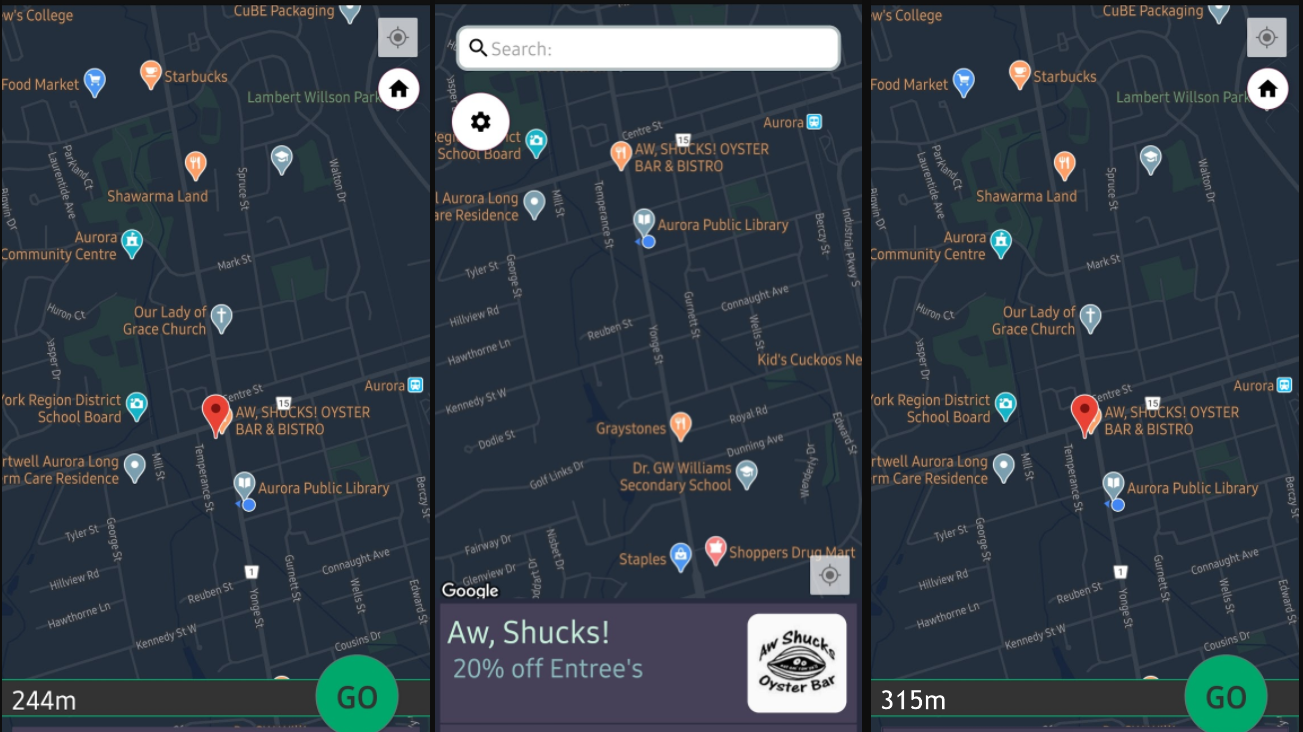 w's College
CuBE Packaging
Food Market
Starbucks
Lambert Willson Park
Parkland Ct
Laurentide Ave
Shawarma Land
Spruce St
Walton Dr
Aurora
Community Centre
Mark St
Huron Ct
Our Lady of
Grace Church
Jasper Dr
Centre St
Aurora
15
York Region District
School Board
AW, SHUCKS! OYSTER
BAR & BISTRO
rtwell Aurora Long
rm Care Residence
Mill St
Temperance St
Aurora Public Library
Berczy St
Tyler St
George St
Connaught Ave
1
Hillview Rd
Reuben St
Gurnett St
Wells St
Edward St
Hawthorne Ln
Yonge St
Kennedy St W
Cousins Dr
244m
GO
Search:
Aurora
Centre St
15
School Board
AW, SHUCKS! OYSTER
BAR & BISTRO
l Aurora Long
are Residence
Mill St
Temperance St
Aurora Public Library
Berczy St
Industrial Pkwy S
Tyler St
George St
Connaught Ave
Hillview Rd
Reuben St
Gurnett St
Wells St
Yonge St
Hawthorne Ln
Kid's Cuckoos Ne
Kennedy St W
Royal Rd
Graystones
Dodie St
Dunning Ave
Edward St
Golf Links Dr
Dr. GW Williams
Secondary School
Wenderly Dr
Fairway Dr
Nisbet Dr
Staples
Shoppers Drug Mart
Glenview Dr
Google
Aw, Shucks!
20% off Entree's
Aw Shucks
Oyster Bar
w's College
CuBE Packaging
Food Market
Starbucks
Lambert Willson Park
Parkland Ct
Laurentide Ave
Shawarma Land
Spruce St
Walton Dr
Aurora
Community Centre
Mark St
Huron Ct
Our Lady of
Grace Church
Jasper Dr
Centre St
Aurora
15
York Region District
School Board
AW, SHUCKS! OYSTER
BAR & BISTRO
rtwell Aurora Long
rm Care Residence
Mill St
Temperance St
Aurora Public Library
Berczy St
Tyler St
George St
Connaught Ave
1
Hillview Rd
Reuben St
Gurnett St
Wells St
Edward St
Hawthorne Ln
Yonge St
Kennedy St W
Cousins Dr
315m
GO